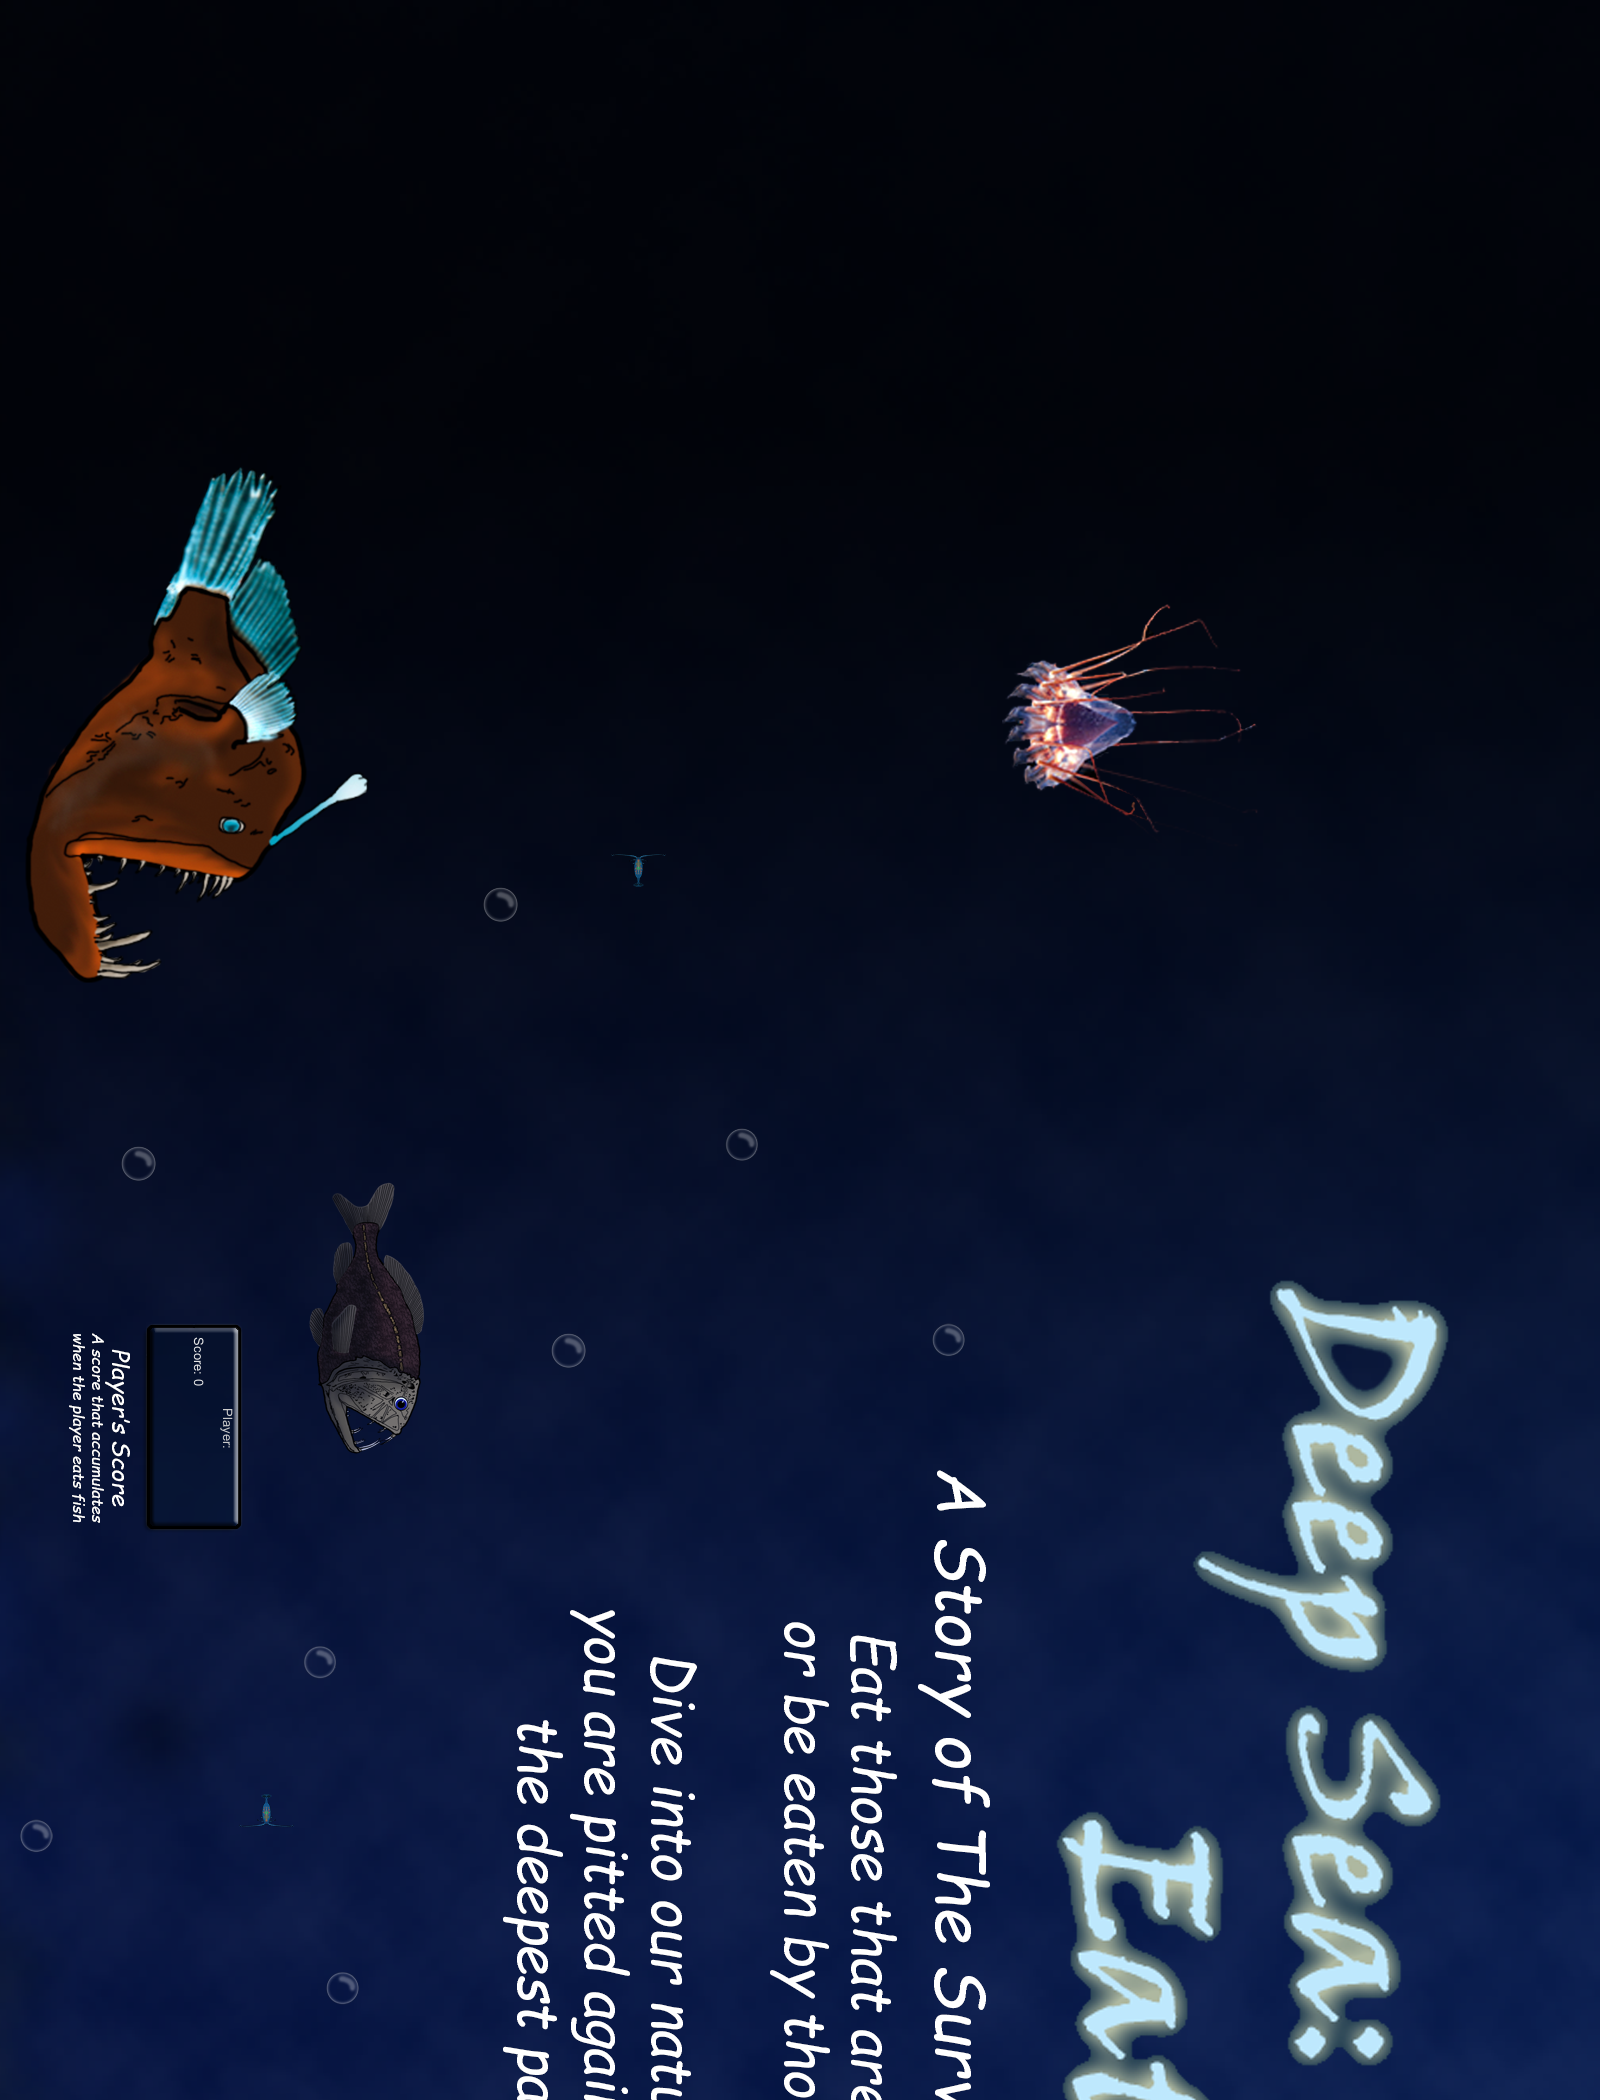 Deep Sea:
Eat
A Story of The Surv
Eat those that are
or be eaten by tho
Dive into our natu
you are pitted agai
the deepest pa
Player:
Score: 0
Player's Score
A score that accumulates
when the player eats fish